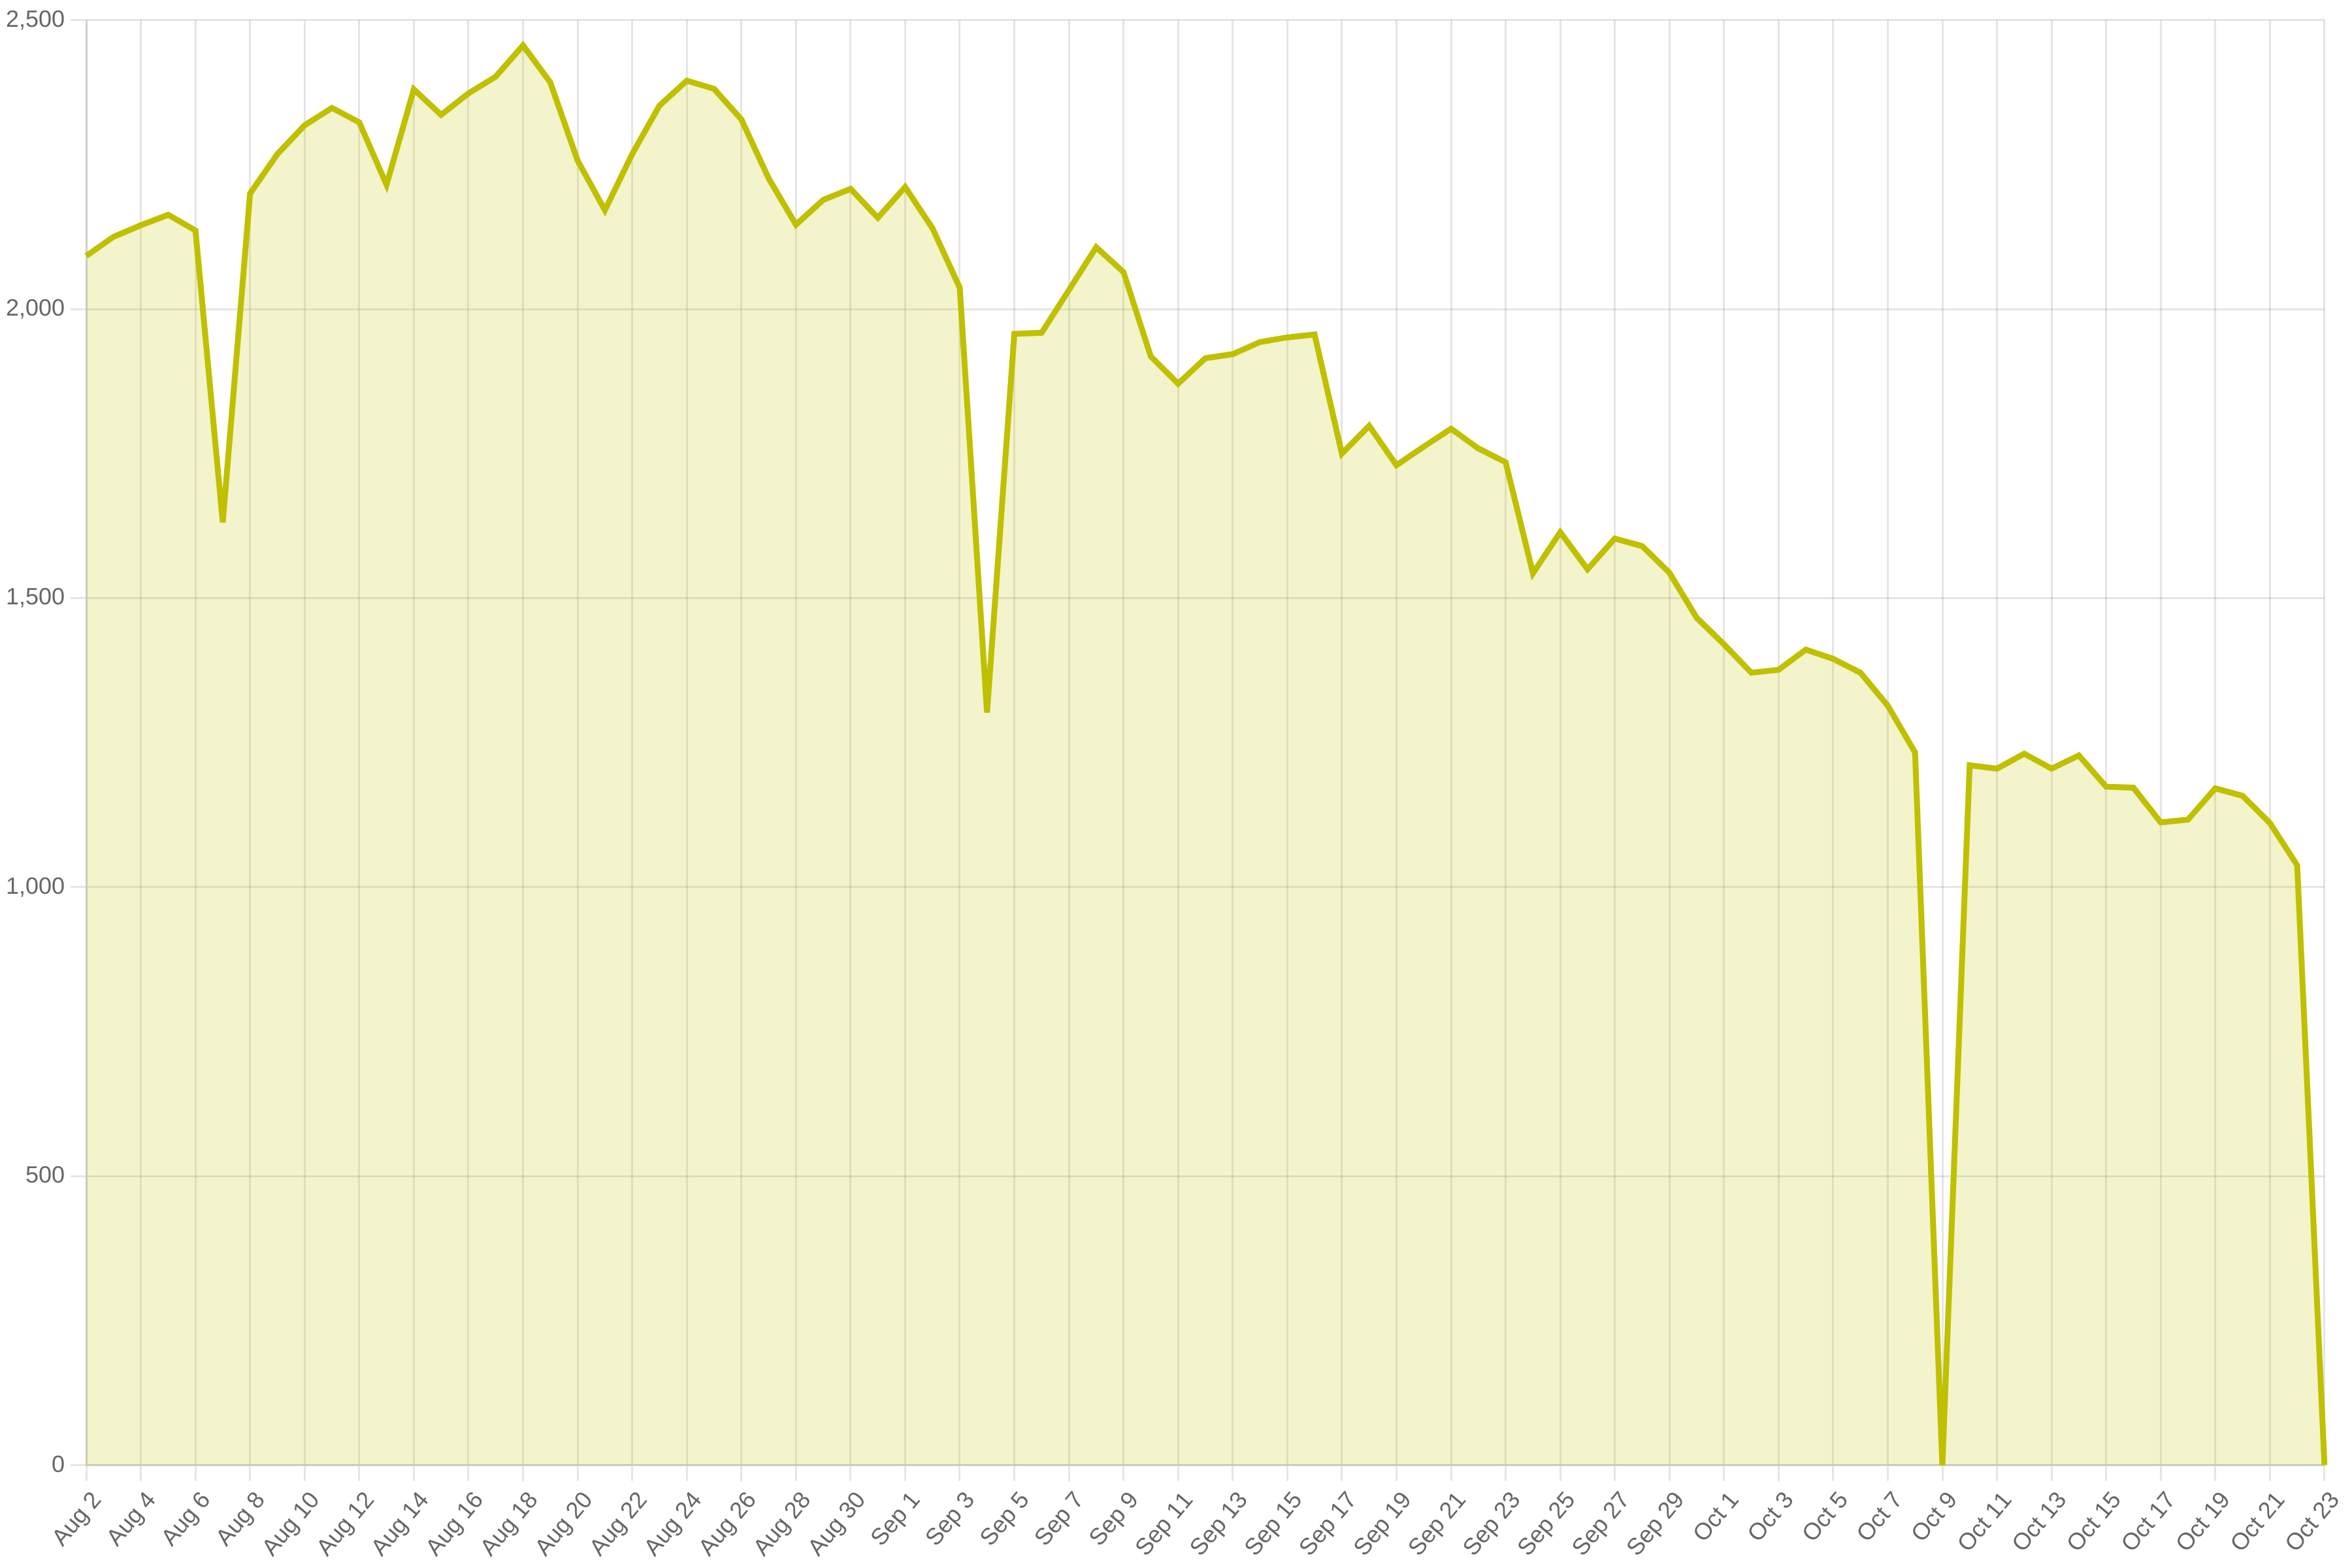 2,500
2,000
1,500
1,000
500
0
Aug 2
Aug 4
Aug 6
Aug 8
Aug 10
Aug 12
Aug 14
Aug 16
Aug 18
Aug 20
Aug 22
Aug 24
Aug 26
Aug 28
Aug 30
Sep 1
Sep 3
Sep 5
Sep 7
Sep 9
Sep 11
Sep 13
Sep 15
Sep 17
Sep 19
Sep 21
Sep 23
Sep 25
Sep 27
Sep 29
Oct 1
Oct 3
Oct 5
Oct 7
Oct 9
Oct 11
Oct 13
Oct 15
Oct 17
Oct 19
Oct 21
Oct 23